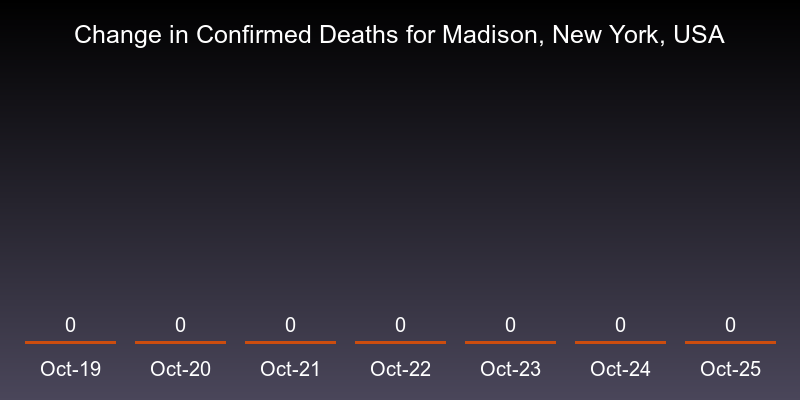 Change in Confirmed Deaths for Madison, New York, USA
0 0 0 0 0 0 0
Oct-19 Oct-20 Oct-21 Oct-22 Oct-23 Oct-24 Oct-25